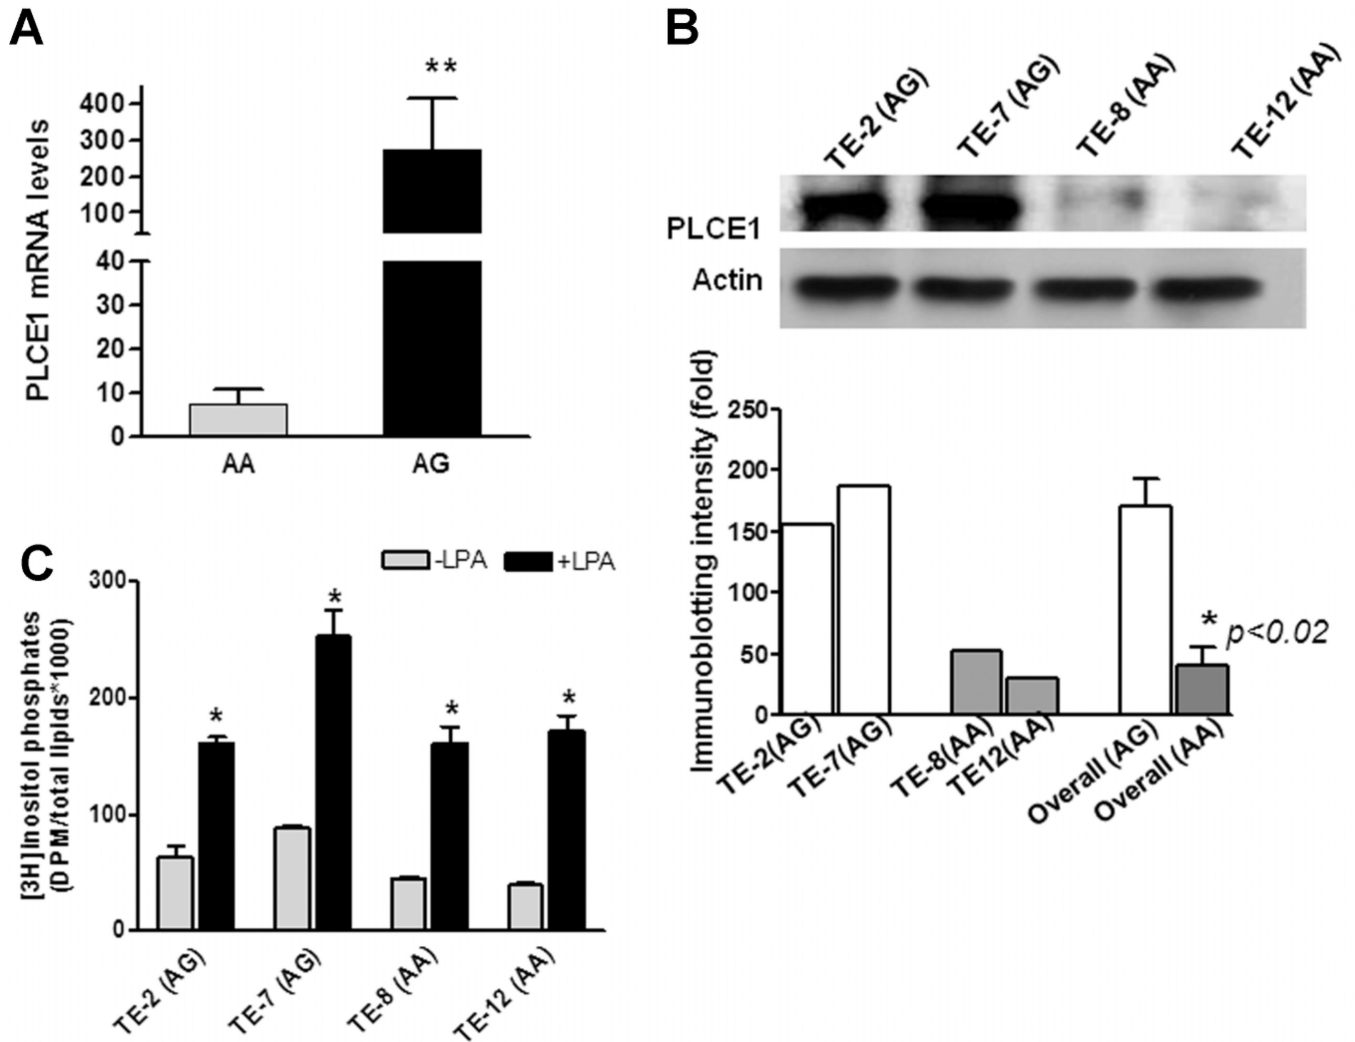 A
**
400
300
200
100
40
30
20
10
0
PLCE1 mRNA levels
AA
AG
B
TE-2 (AG)
TE-7 (AG)
TE-8 (AA)
TE-12 (AA)
PLCE1
Actin
Immunoblotting intensity (fold)
250
200
150
100
50
0
* p<0.02
TE-2(AG)
TE-7(AG)
TE-8(AA)
TE12(AA)
Overall (AG)
Overall (AA)
C
-LPA
+LPA
[3H]Inositol phosphates
(DPM/total lipids*1000)
300
200
100
0
*
*
*
*
TE-2 (AG)
TE-7 (AG)
TE-8 (AA)
TE-12 (AA)